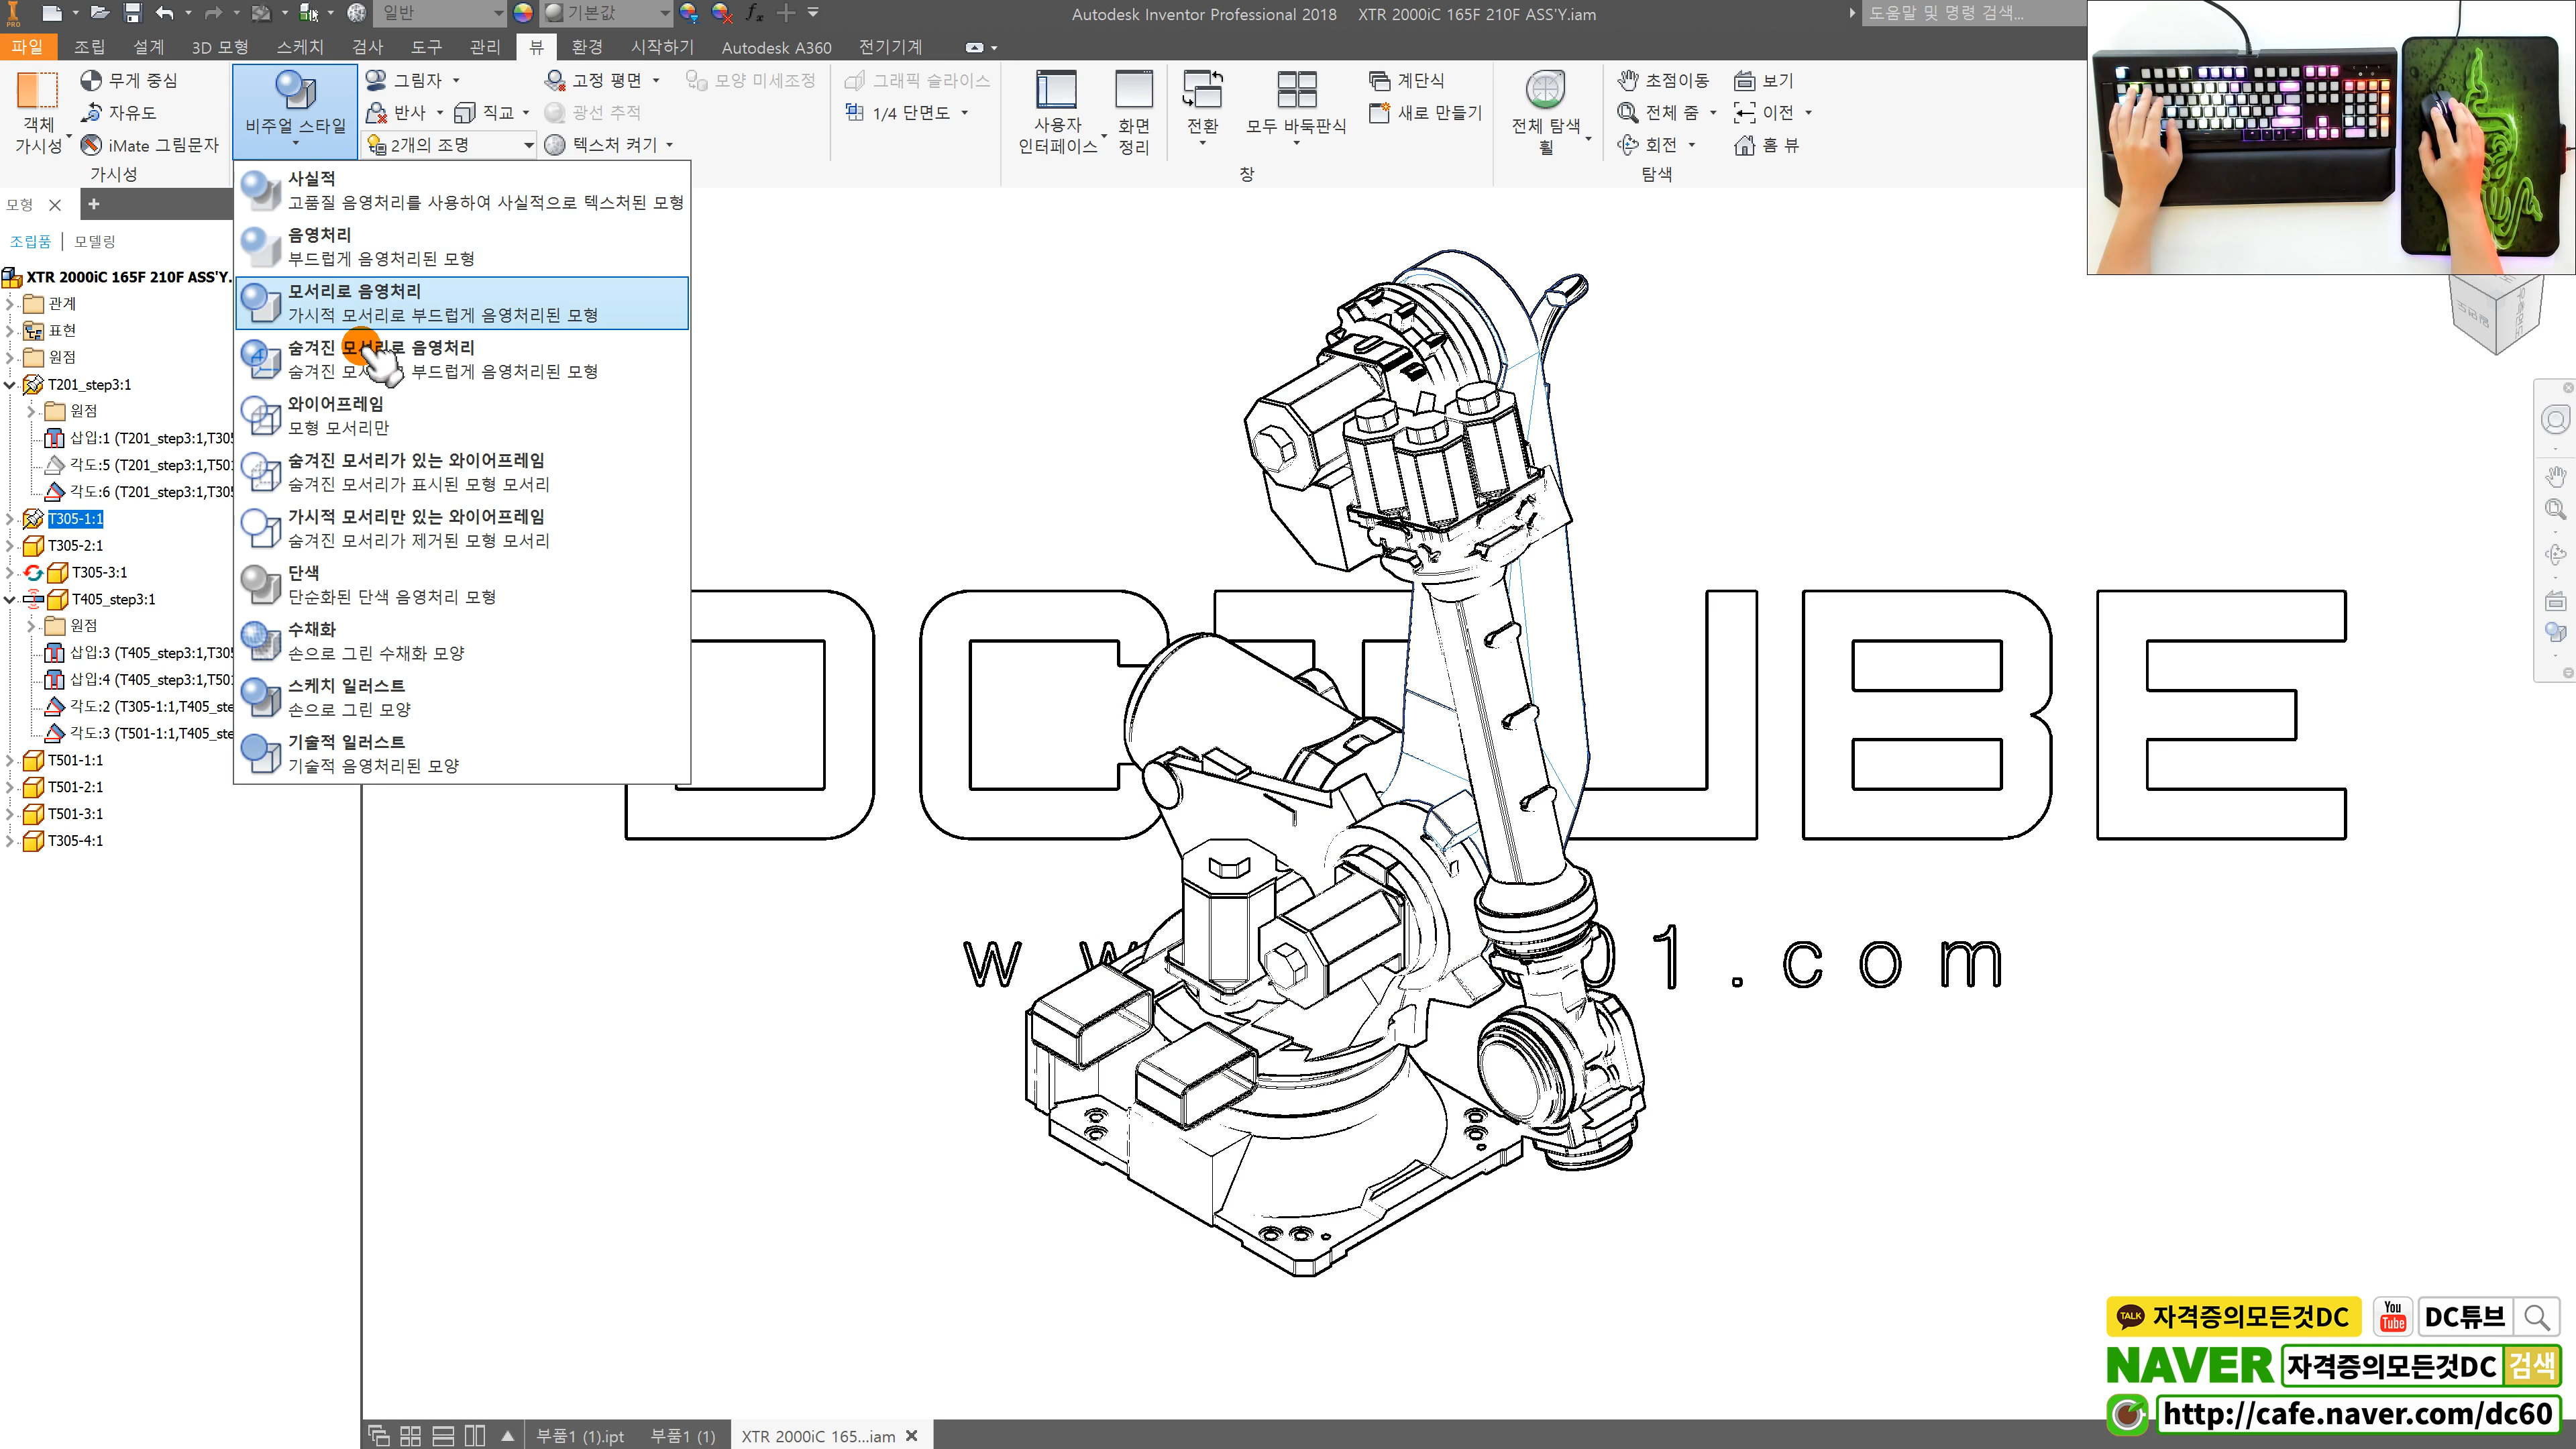 일반
기본값
Autodesk Inventor Professional 2018 XTR 2000iC 165F 210F ASS'Y.iam
도움말 및 명령 검색...
PRO
파일 조립 설계 3D 모형 스케치 검사 도구 관리 뷰 환경 시작하기 Autodesk A360 전기기계
객체
가시성
무게 중심
자유도
iMate 그림문자
가시성
비주얼 스타일
그림자
반사
직교
2개의 조명
고정 평면
광선 추적
텍스처 켜기
모양 미세조정
그래픽 슬라이스
1/4 단면도
사용자
인터페이스
화면
정리
전환
모두 바둑판식
계단식
새로 만들기
창
전체 탐색
휠
초점이동
전체 줌
회전
보기
이전
홈 뷰
탐색
모형
조립품 모델링
XTR 2000iC 165F 210F ASS'Y.
관계
표현
원점
T201_step3:1
원점
삽입:1 (T201_step3:1,T305
각도:5 (T201_step3:1,T501
각도:6 (T201_step3:1,T305
T305-1:1
T305-2:1
T305-3:1
T405_step3:1
원점
삽입:3 (T405_step3:1,T305
삽입:4 (T405_step3:1,T501
각도:2 (T305-1:1,T405_ste
각도:3 (T501-1:1,T405_ste
T501-1:1
T501-2:1
T501-3:1
T305-4:1
사실적
고품질 음영처리를 사용하여 사실적으로 텍스처된 모형
음영처리
부드럽게 음영처리된 모형
모서리로 음영처리
가시적 모서리로 부드럽게 음영처리된 모형
숨겨진 모서리로 음영처리
숨겨진 모서리로 부드럽게 음영처리된 모형
와이어프레임
모형 모서리만
숨겨진 모서리가 있는 와이어프레임
숨겨진 모서리가 표시된 모형 모서리
가시적 모서리만 있는 와이어프레임
숨겨진 모서리가 제거된 모형 모서리
단색
단순화된 단색 음영처리 모형
수채화
손으로 그린 수채화 모양
스케치 일러스트
손으로 그린 모양
기술적 일러스트
기술적 음영처리된 모양
DCTUBE
1.com
TALK 자격증의모든것DC You Tube DC튜브
NAVER 자격증의모든것DC 검색
http://cafe.naver.com/dc60
부품1 (1).ipt 부품1 (1) XTR 2000iC 165...iam